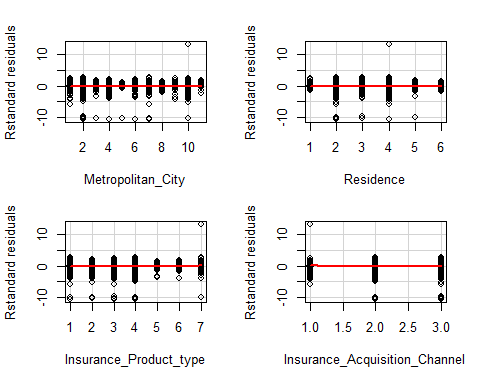 Rstandard residuals
-10 0 10
2 4 6 8 10
Metropolitan_City
Rstandard residuals
-10 0 10
1 2 3 4 5 6
Residence
Rstandard residuals
-10 0 10
1 2 3 4 5 6 7
Insurance_Product_type
Rstandard residuals
-10 0 10
1.0 1.5 2.0 2.5 3.0
Insurance_Acquisition_Channel